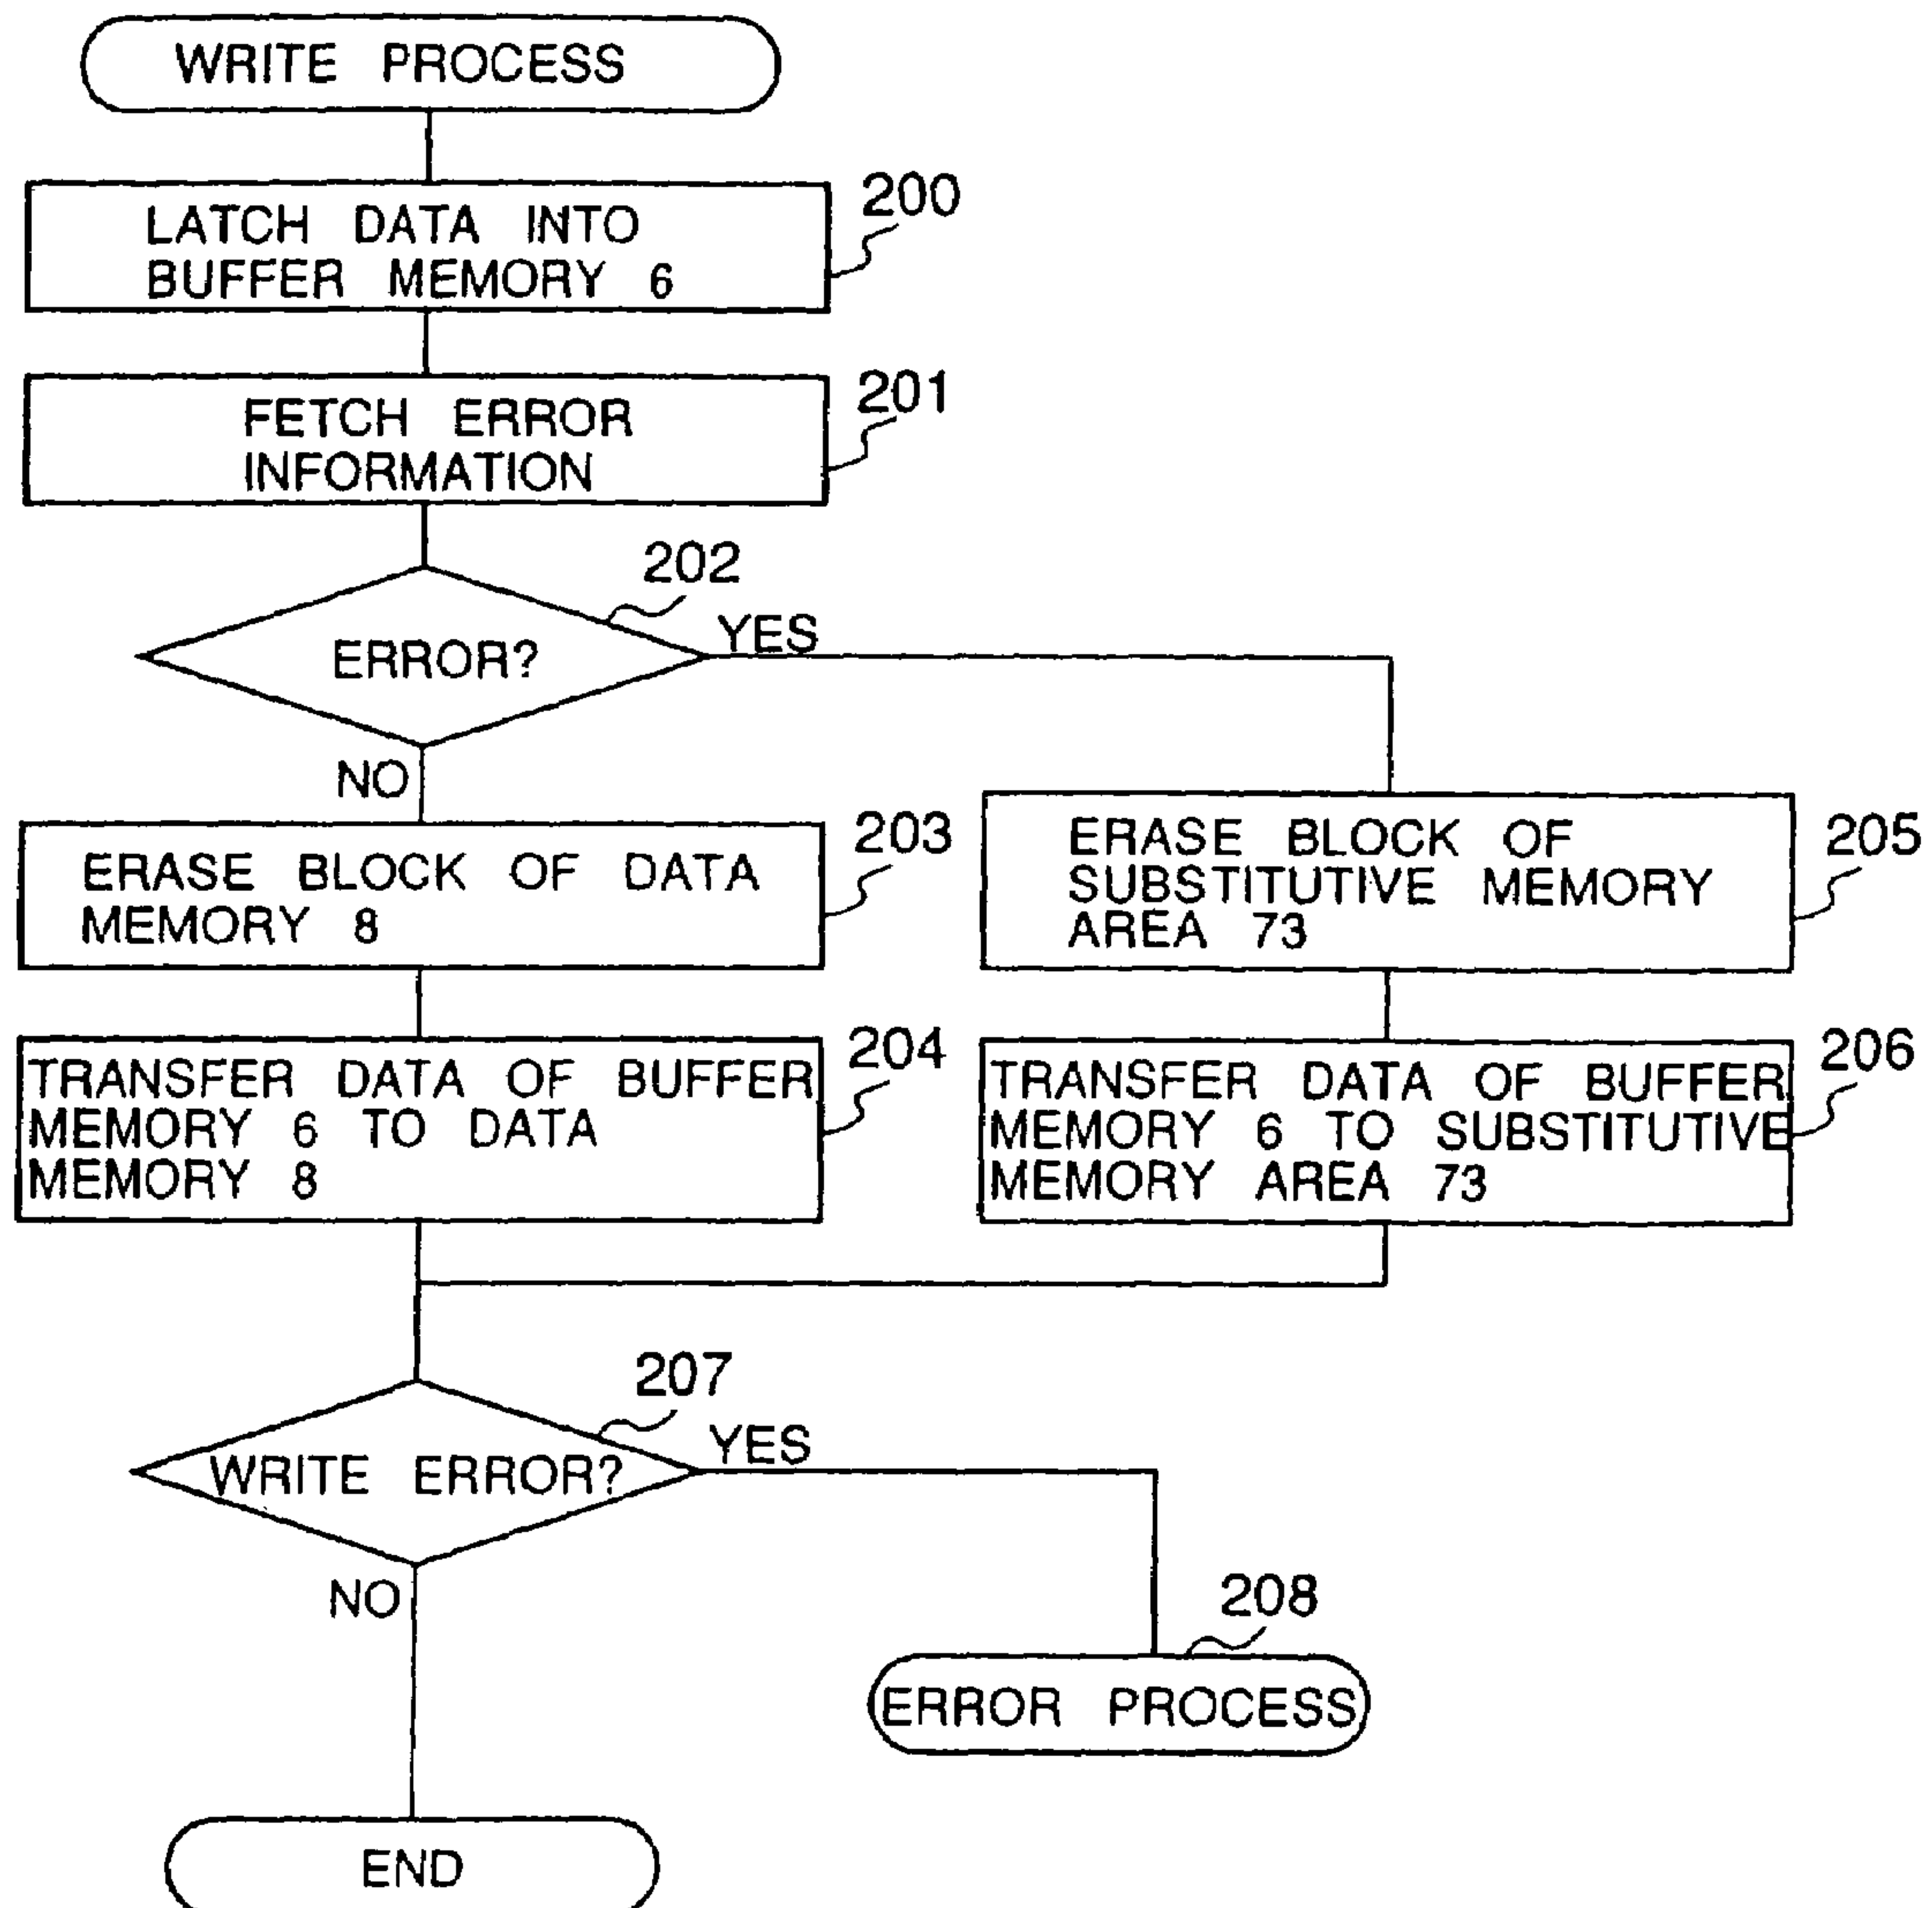 WRITE PROCESS
200
LATCH DATA INTO
BUFFER MEMORY 6
201
FETCH ERROR
INFORMATION
202
YES
ERROR?
NO
203
ERASE BLOCK OF DATA
MEMORY 8
205
ERASE BLOCK OF
SUBSTITUTIVE MEMORY
AREA 73
204
TRANSFER DATA OF BUFFER
MEMORY 6 TO DATA
MEMORY 8
206
TRANSFER DATA OF BUFFER
MEMORY 6 TO SUBSTITUTIVE
MEMORY AREA 73
207
YES
WRITE ERROR?
NO
208
ERROR PROCESS
END